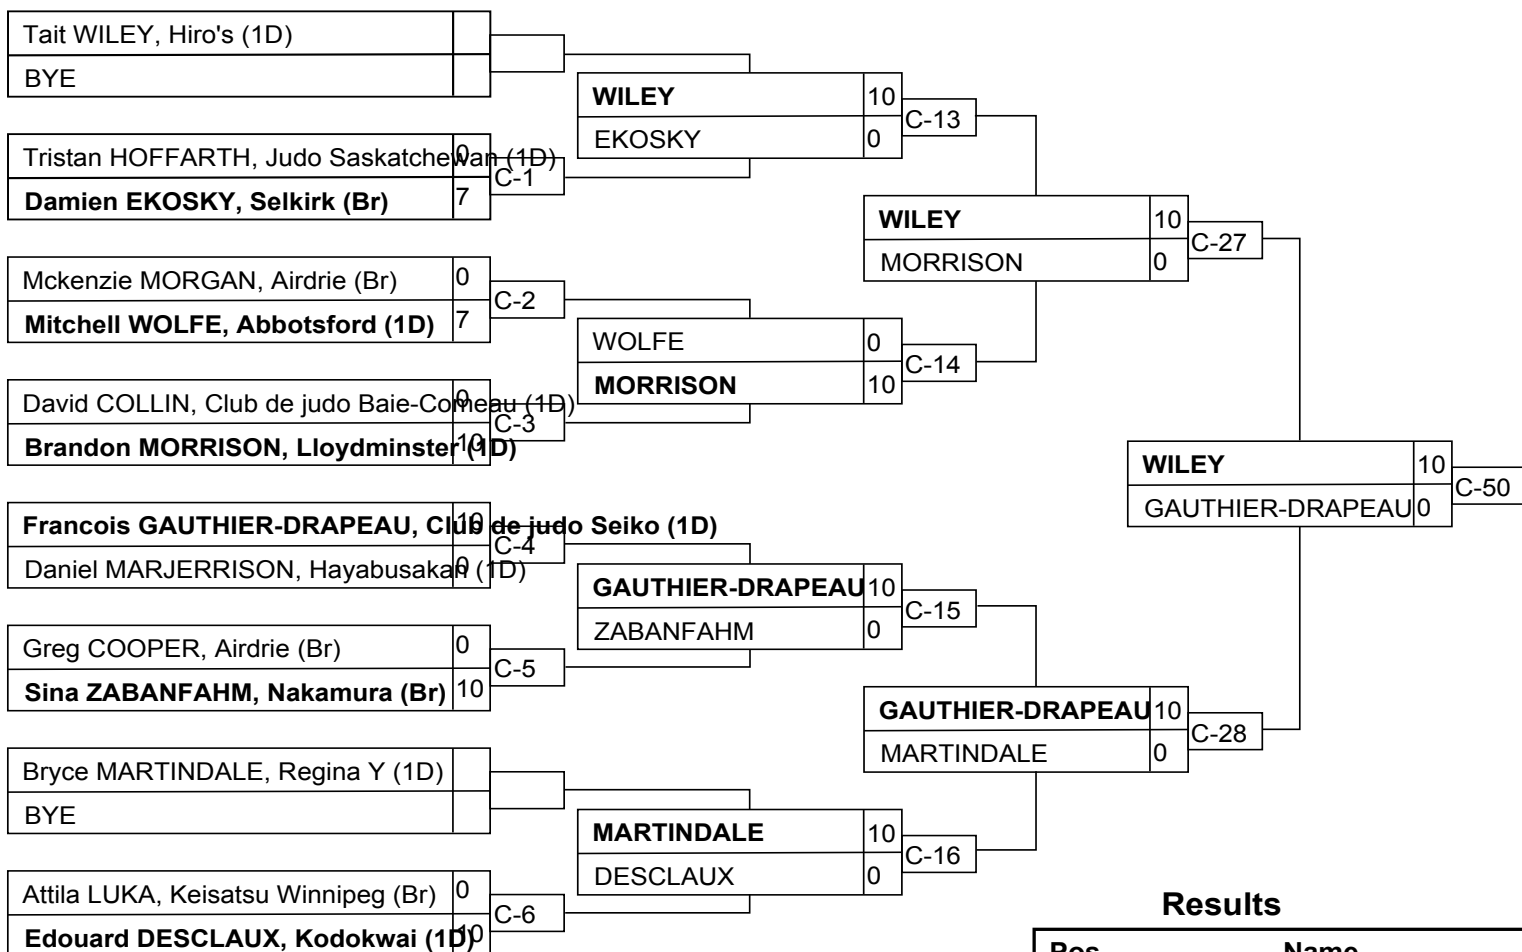 Tait WILEY, Hiro's (1D)
BYE
Tristan HOFFARTH, Judo Saskatchewan (1D) 0
Damien EKOSKY, Selkirk (Br) 7
C-1
Mckenzie MORGAN, Airdrie (Br) 0
Mitchell WOLFE, Abbotsford (1D) 7
C-2
David COLLIN, Club de judo Baie-Comeau (1D) 0
Brandon MORRISON, Lloydminster (1D) 10
C-3
Francois GAUTHIER-DRAPEAU, Club de judo Seiko (1D) 10
Daniel MARJERRISON, Hayabusakan (1D) 0
C-4
Greg COOPER, Airdrie (Br) 0
Sina ZABANFAHM, Nakamura (Br) 10
C-5
Bryce MARTINDALE, Regina Y (1D)
BYE
Attila LUKA, Keisatsu Winnipeg (Br) 0
Edouard DESCLAUX, Kodokwai (1D) 10
C-6
WILEY 10
EKOSKY 0
C-13
WOLFE 0
MORRISON 10
C-14
GAUTHIER-DRAPEAU 10
ZABANFAHM 0
C-15
MARTINDALE 10
DESCLAUX 0
C-16
WILEY 10
MORRISON 0
C-27
GAUTHIER-DRAPEAU 10
MARTINDALE 0
C-28
WILEY 10
GAUTHIER-DRAPEAU 0
C-50
Results
Pos Name